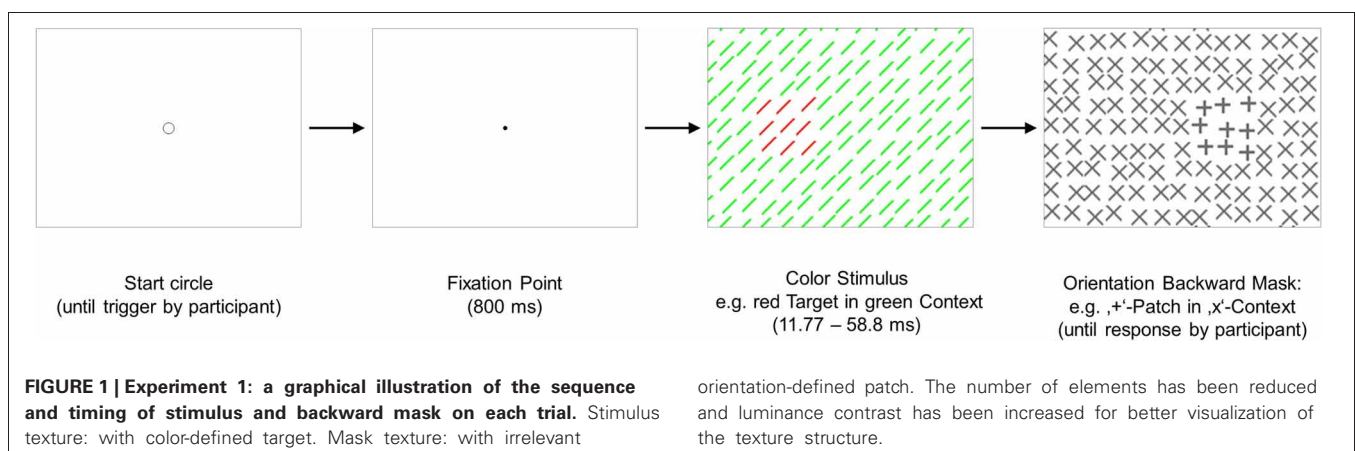 Start circle
(until trigger by participant)
Fixation Point
(800 ms)
Color Stimulus
e.g. red Target in green Context
(11.77 – 58.8 ms)
Orientation Backward Mask:
e.g. ‚+‘-Patch in ‚x‘-Context
(until response by participant)
FIGURE 1 | Experiment 1: a graphical illustration of the sequence
and timing of stimulus and backward mask on each trial. Stimulus
texture: with color-defined target. Mask texture: with irrelevant
orientation-defined patch. The number of elements has been reduced
and luminance contrast has been increased for better visualization of
the texture structure.